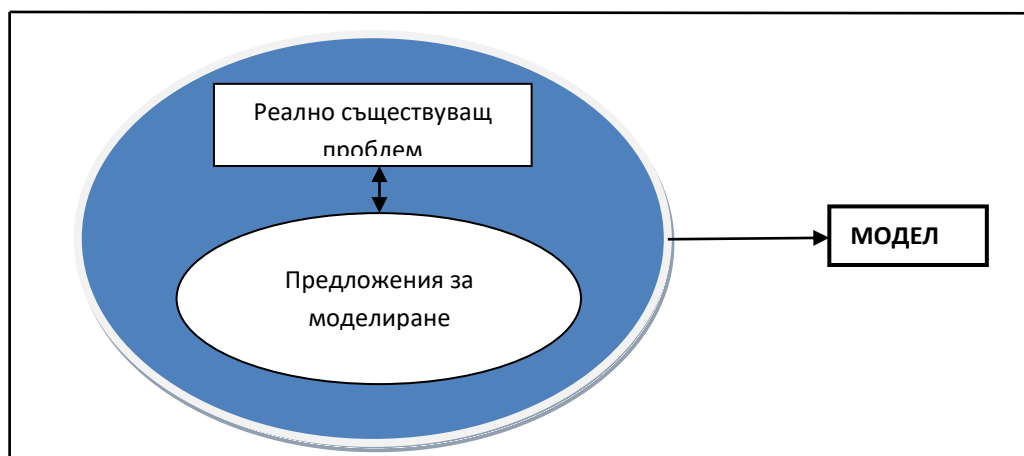 Реално съществуващ
проблем
Предложения за
моделиране
МОДЕЛ